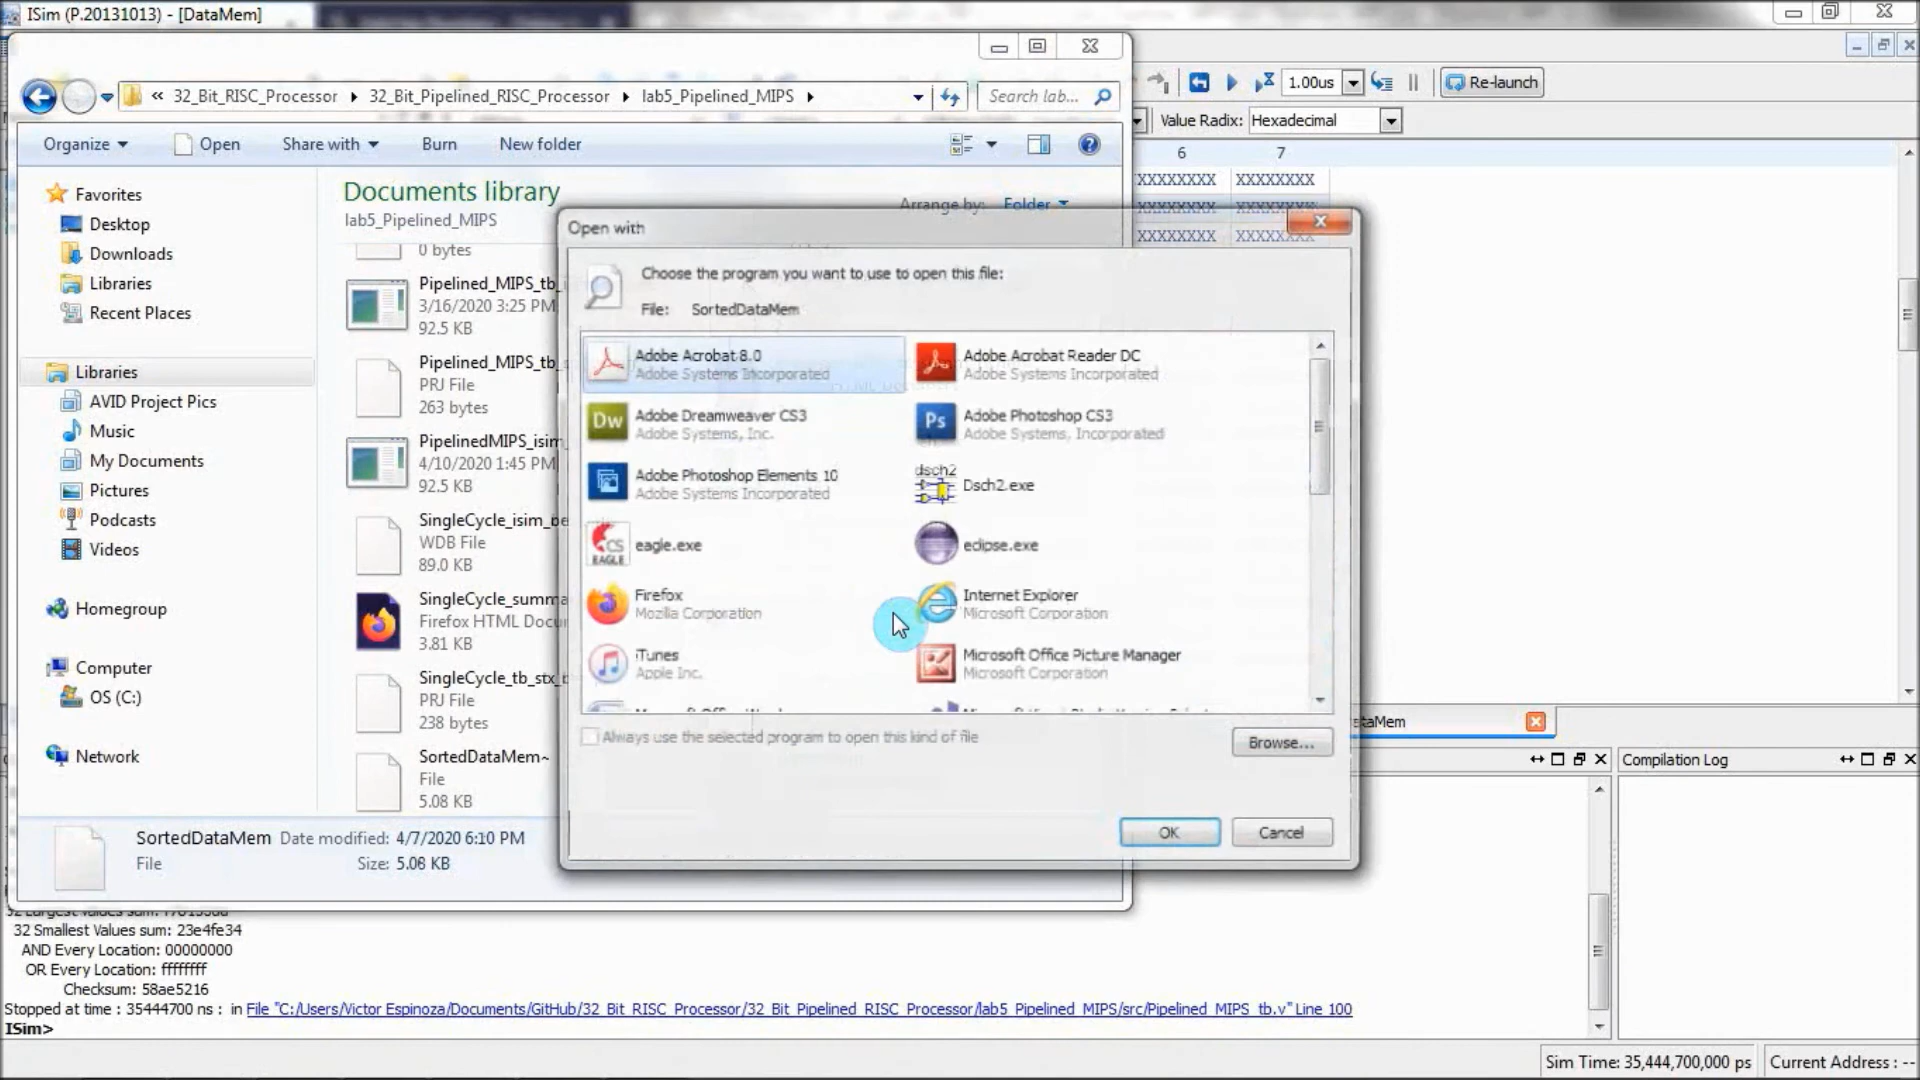 ISim (P.20131013) - [DataMem]
« 32_Bit_RISC_Processor 32_Bit_Pipelined_RISC_Processor lab5_Pipelined_MIPS
Search lab...
1.00us
Re-launch
Organize
Open
Share with
Burn
New folder
Value Radix: Hexadecimal
6 7
XXXXXXXX XXXXXXXX
XXXXXXXX XXXXXXXX
XXXXXXXX XXXXXXXX
Favorites
Desktop
Downloads
Libraries
Recent Places
Libraries
AVID Project Pics
Music
My Documents
Pictures
Podcasts
Videos
Homegroup
Computer
OS (C:)
Network
Documents library
lab5_Pipelined_MIPS
Arrange by: Folder
0 bytes
Pipelined_MIPS_tb_
3/16/2020 3:25 PM
92.5 KB
Pipelined_MIPS_tb_
PRJ File
263 bytes
PipelinedMIPS_isim_
4/10/2020 1:45 PM
92.5 KB
SingleCycle_isim_be
WDB File
89.0 KB
SingleCycle_summa
Firefox HTML Docu
3.81 KB
SingleCycle_tb_stx_
PRJ File
238 bytes
SortedDataMem~
File
5.08 KB
SortedDataMem Date modified: 4/7/2020 6:10 PM
File Size: 5.08 KB
Open with
Choose the program you want to use to open this file:
File: SortedDataMem
Adobe Acrobat 8.0
Adobe Systems Incorporated
Adobe Acrobat Reader DC
Adobe Systems Incorporated
Dw
Adobe Dreamweaver CS3
Adobe Systems, Inc.
Ps
Adobe Photoshop CS3
Adobe Systems, Incorporated
Adobe Photoshop Elements 10
Adobe Systems Incorporated
dsch2
Dsch2.exe
CS
EAGLE
eagle.exe
eclipse.exe
Firefox
Mozilla Corporation
Internet Explorer
Microsoft Corporation
iTunes
Apple Inc.
Microsoft Office Picture Manager
Microsoft Corporation
Always use the selected program to open this kind of file
Browse...
OK
Cancel
taMem
Compilation Log
32 Smallest Values sum: 23e4fe34
AND Every Location: 00000000
OR Every Location: ffffffff
Checksum: 58ae5216
Stopped at time : 35444700 ns : in File "C:/Users/Victor Espinoza/Documents/GitHub/32_Bit_RISC_Processor/32_Bit_Pipelined_RISC_Processor/lab5_Pipelined_MIPS/src/Pipelined_MIPS_tb.v" Line 100
ISim>
Sim Time: 35,444,700,000 ps
Current Address : --